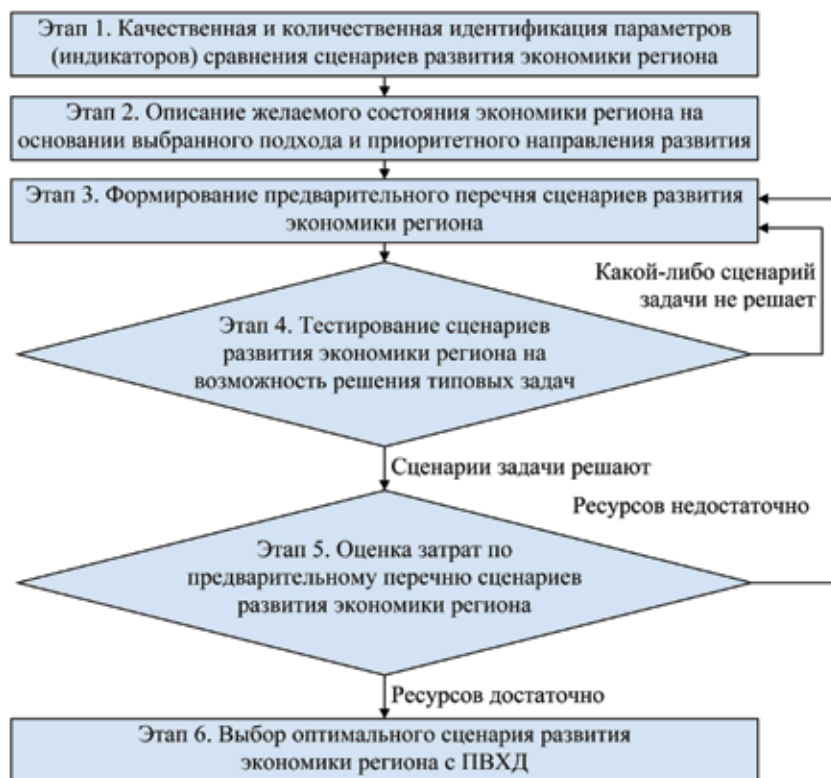 Этап 1. Качественная и количественная идентификация параметров
(индикаторов) сравнения сценариев развития экономики региона
Этап 2. Описание желаемого состояния экономики региона на
основании выбранного подхода и приоритетного направления развития
Этап 3. Формирование предварительного перечня сценариев развития
экономики региона
Какой-либо сценарий
задачи не решает
Этап 4. Тестирование сценариев
развития экономики региона на
возможность решения типовых задач
Сценарии задачи решают
Ресурсов недостаточно
Этап 5. Оценка затрат по
предварительному перечню сценариев
развития экономики региона
Ресурсов достаточно
Этап 6. Выбор оптимального сценария развития
экономики региона с ПВХД